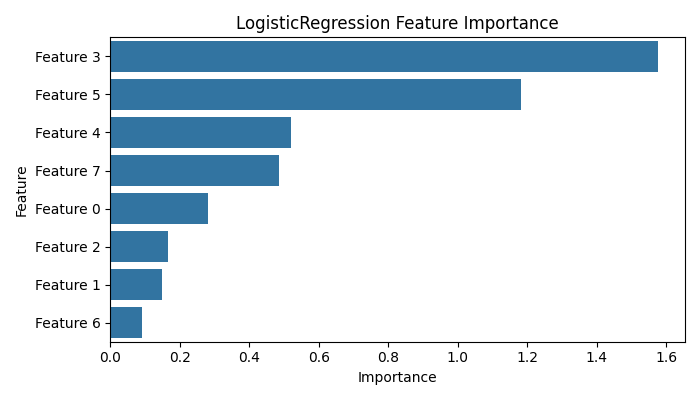 LogisticRegression Feature Importance
Feature
Feature 3
Feature 5
Feature 4
Feature 7
Feature 0
Feature 2
Feature 1
Feature 6
0.0 0.2 0.4 0.6 0.8 1.0 1.2 1.4 1.6
Importance